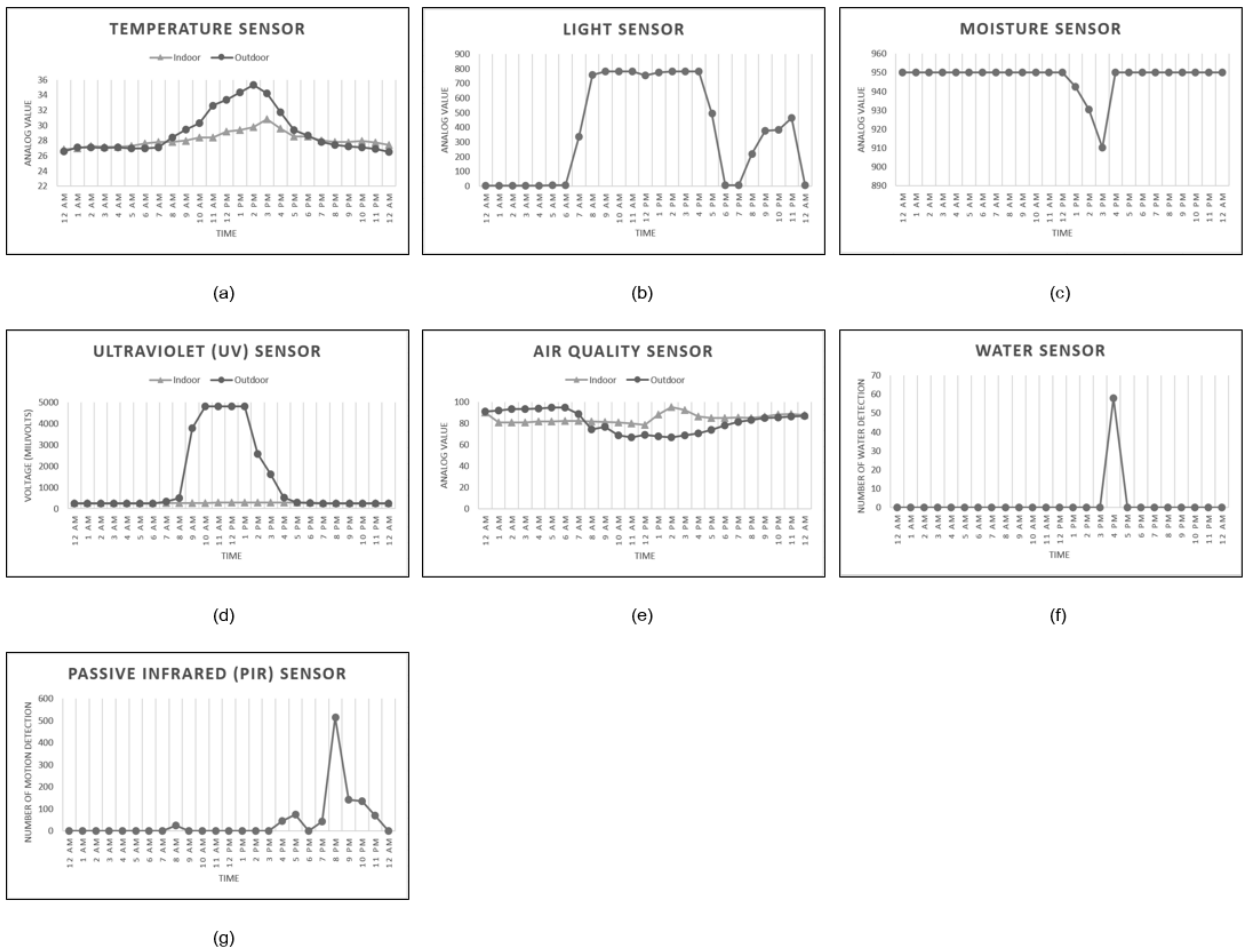 TEMPERATURE SENSOR
Indoor Outdoor
ANALOG VALUE
36
34
32
30
28
26
24
22
12 AM 1 AM 2 AM 3 AM 4 AM 5 AM 6 AM 7 AM 8 AM 9 AM 10 AM 11 AM 12 PM 1 PM 2 PM 3 PM 4 PM 5 PM 6 PM 7 PM 8 PM 9 PM 10 PM 11 PM 12 AM
TIME
(a)
LIGHT SENSOR
ANALOG VALUE
900
800
700
600
500
400
300
200
100
0
12 AM 1 AM 2 AM 3 AM 4 AM 5 AM 6 AM 7 AM 8 AM 9 AM 10 AM 11 AM 12 PM 1 PM 2 PM 3 PM 4 PM 5 PM 6 PM 7 PM 8 PM 9 PM 10 PM 11 PM 12 AM
TIME
(b)
MOISTURE SENSOR
ANALOG VALUE
960
950
940
930
920
910
900
890
12 AM 1 AM 2 AM 3 AM 4 AM 5 AM 6 AM 7 AM 8 AM 9 AM 10 AM 11 AM 12 PM 1 PM 2 PM 3 PM 4 PM 5 PM 6 PM 7 PM 8 PM 9 PM 10 PM 11 PM 12 AM
TIME
(c)
ULTRAVIOLET (UV) SENSOR
Indoor Outdoor
VOLTAGE (MILIVOLTS)
5000
4000
3000
2000
1000
0
12 AM 1 AM 2 AM 3 AM 4 AM 5 AM 6 AM 7 AM 8 AM 9 AM 10 AM 11 AM 12 PM 1 PM 2 PM 3 PM 4 PM 5 PM 6 PM 7 PM 8 PM 9 PM 10 PM 11 PM 12 AM
TIME
(d)
AIR QUALITY SENSOR
Indoor Outdoor
ANALOG VALUE
100
80
60
40
20
0
12 AM 1 AM 2 AM 3 AM 4 AM 5 AM 6 AM 7 AM 8 AM 9 AM 10 AM 11 AM 12 PM 1 PM 2 PM 3 PM 4 PM 5 PM 6 PM 7 PM 8 PM 9 PM 10 PM 11 PM 12 AM
TIME
(e)
WATER SENSOR
NUMBER OF WATER DETECTION
70
60
50
40
30
20
10
0
12 AM 1 AM 2 AM 3 AM 4 AM 5 AM 6 AM 7 AM 8 AM 9 AM 10 AM 11 AM 12 PM 1 PM 2 PM 3 PM 4 PM 5 PM 6 PM 7 PM 8 PM 9 PM 10 PM 11 PM 12 AM
TIME
(f)
PASSIVE INFRARED (PIR) SENSOR
NUMBER OF MOTION DETECTION
600
500
400
300
200
100
0
12 AM 1 AM 2 AM 3 AM 4 AM 5 AM 6 AM 7 AM 8 AM 9 AM 10 AM 11 AM 12 PM 1 PM 2 PM 3 PM 4 PM 5 PM 6 PM 7 PM 8 PM 9 PM 10 PM 11 PM 12 AM
TIME
(g)